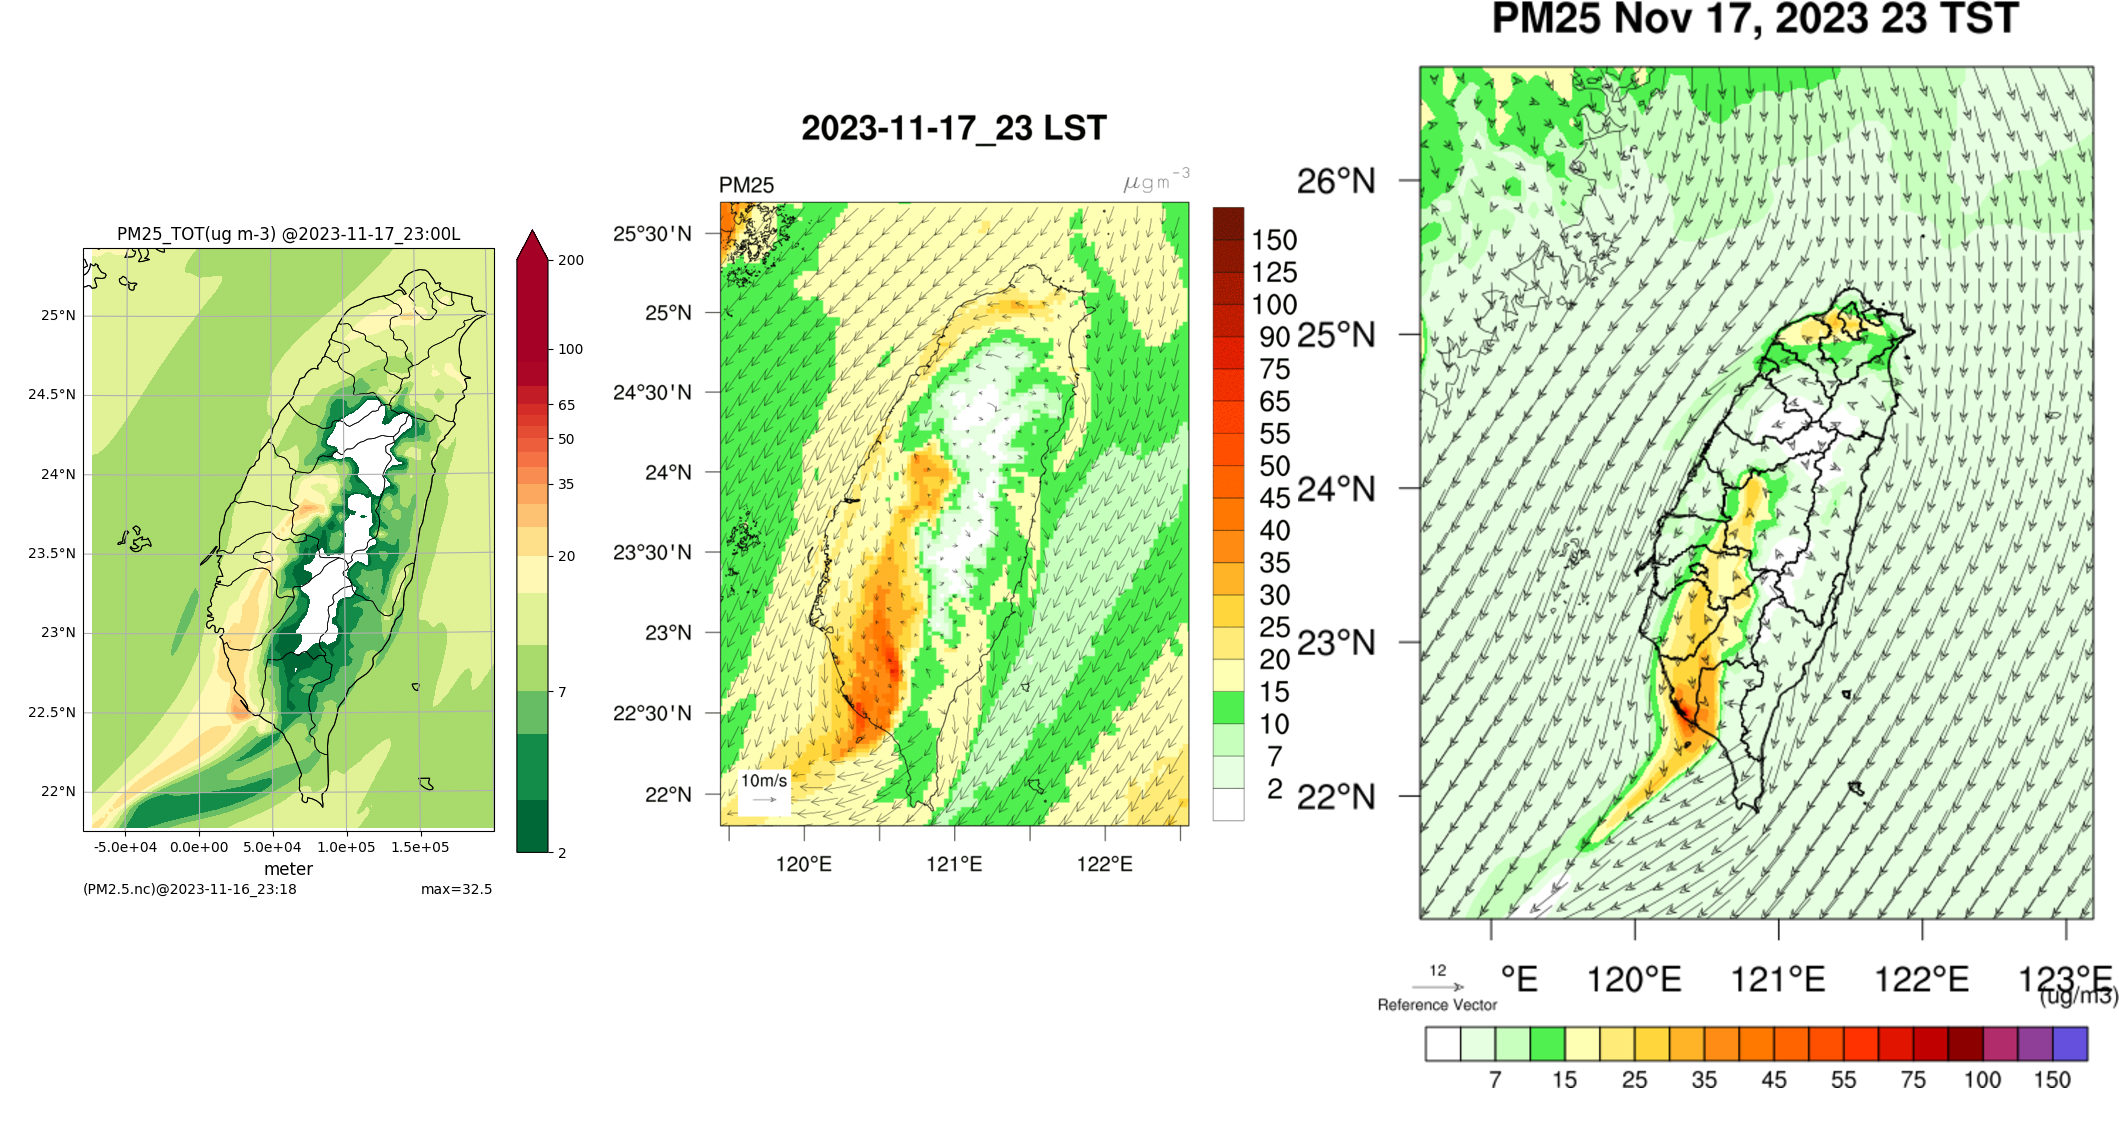 PM25_TOT(ug m-3) @2023-11-17_23:00L
25°N
24.5°N
24°N
23.5°N
23°N
22.5°N
22°N
-5.0e+04 0.00e+00 5.0e+04 1.0e+05 1.5e+05
meter
(PM2.5.nc)@2023-11-16_23:18 max=32.5
200
100
65
50
35
20
7
2
2023-11-17_23 LST
PM25 μgm⁻³
25°30'N
25°N
24°30'N
24°N
23°30'N
23°N
22°30'N
22°N
10m/s
120°E 121°E 122°E
150
125
100
90
75
65
55
50
45
40
35
30
25
20
15
10
7
2
PM25 Nov 17, 2023 23 TST
26°N
25°N
24°N
23°N
22°N
°E 120°E 121°E 122°E 123°E
12
Reference Vector
(ug/m3)
7 15 25 35 45 55 75 100 150